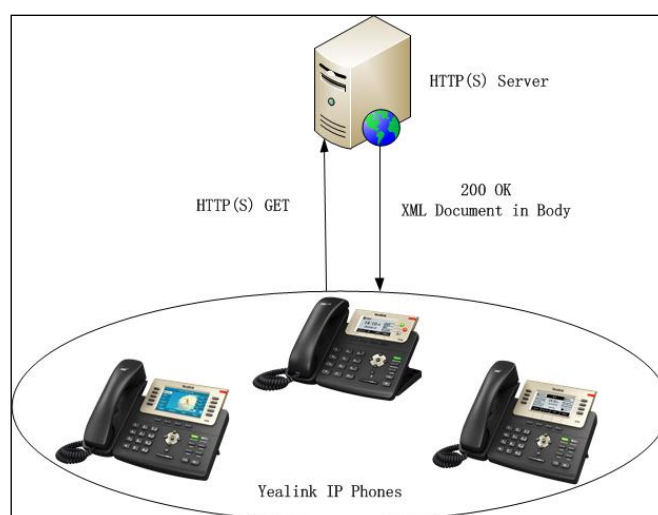 HTTP(S) Server
HTTP(S) GET
200 OK
XML Document in Body
Yealink IP Phones